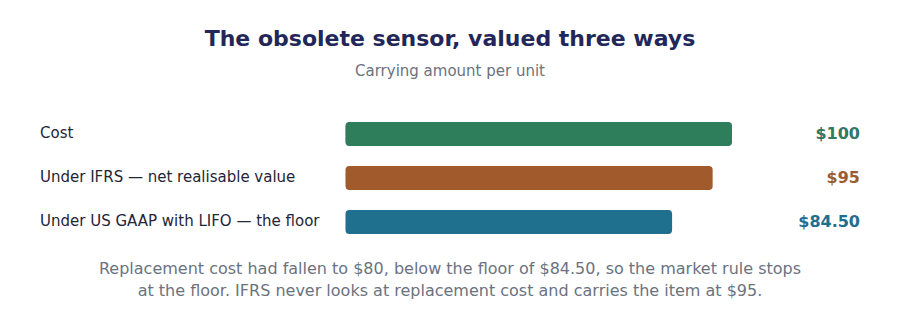 The obsolete sensor, valued three ways
Carrying amount per unit
Cost $100
Under IFRS — net realisable value $95
Under US GAAP with LIFO — the floor $84.50
Replacement cost had fallen to $80, below the floor of $84.50, so the market rule stops
at the floor. IFRS never looks at replacement cost and carries the item at $95.